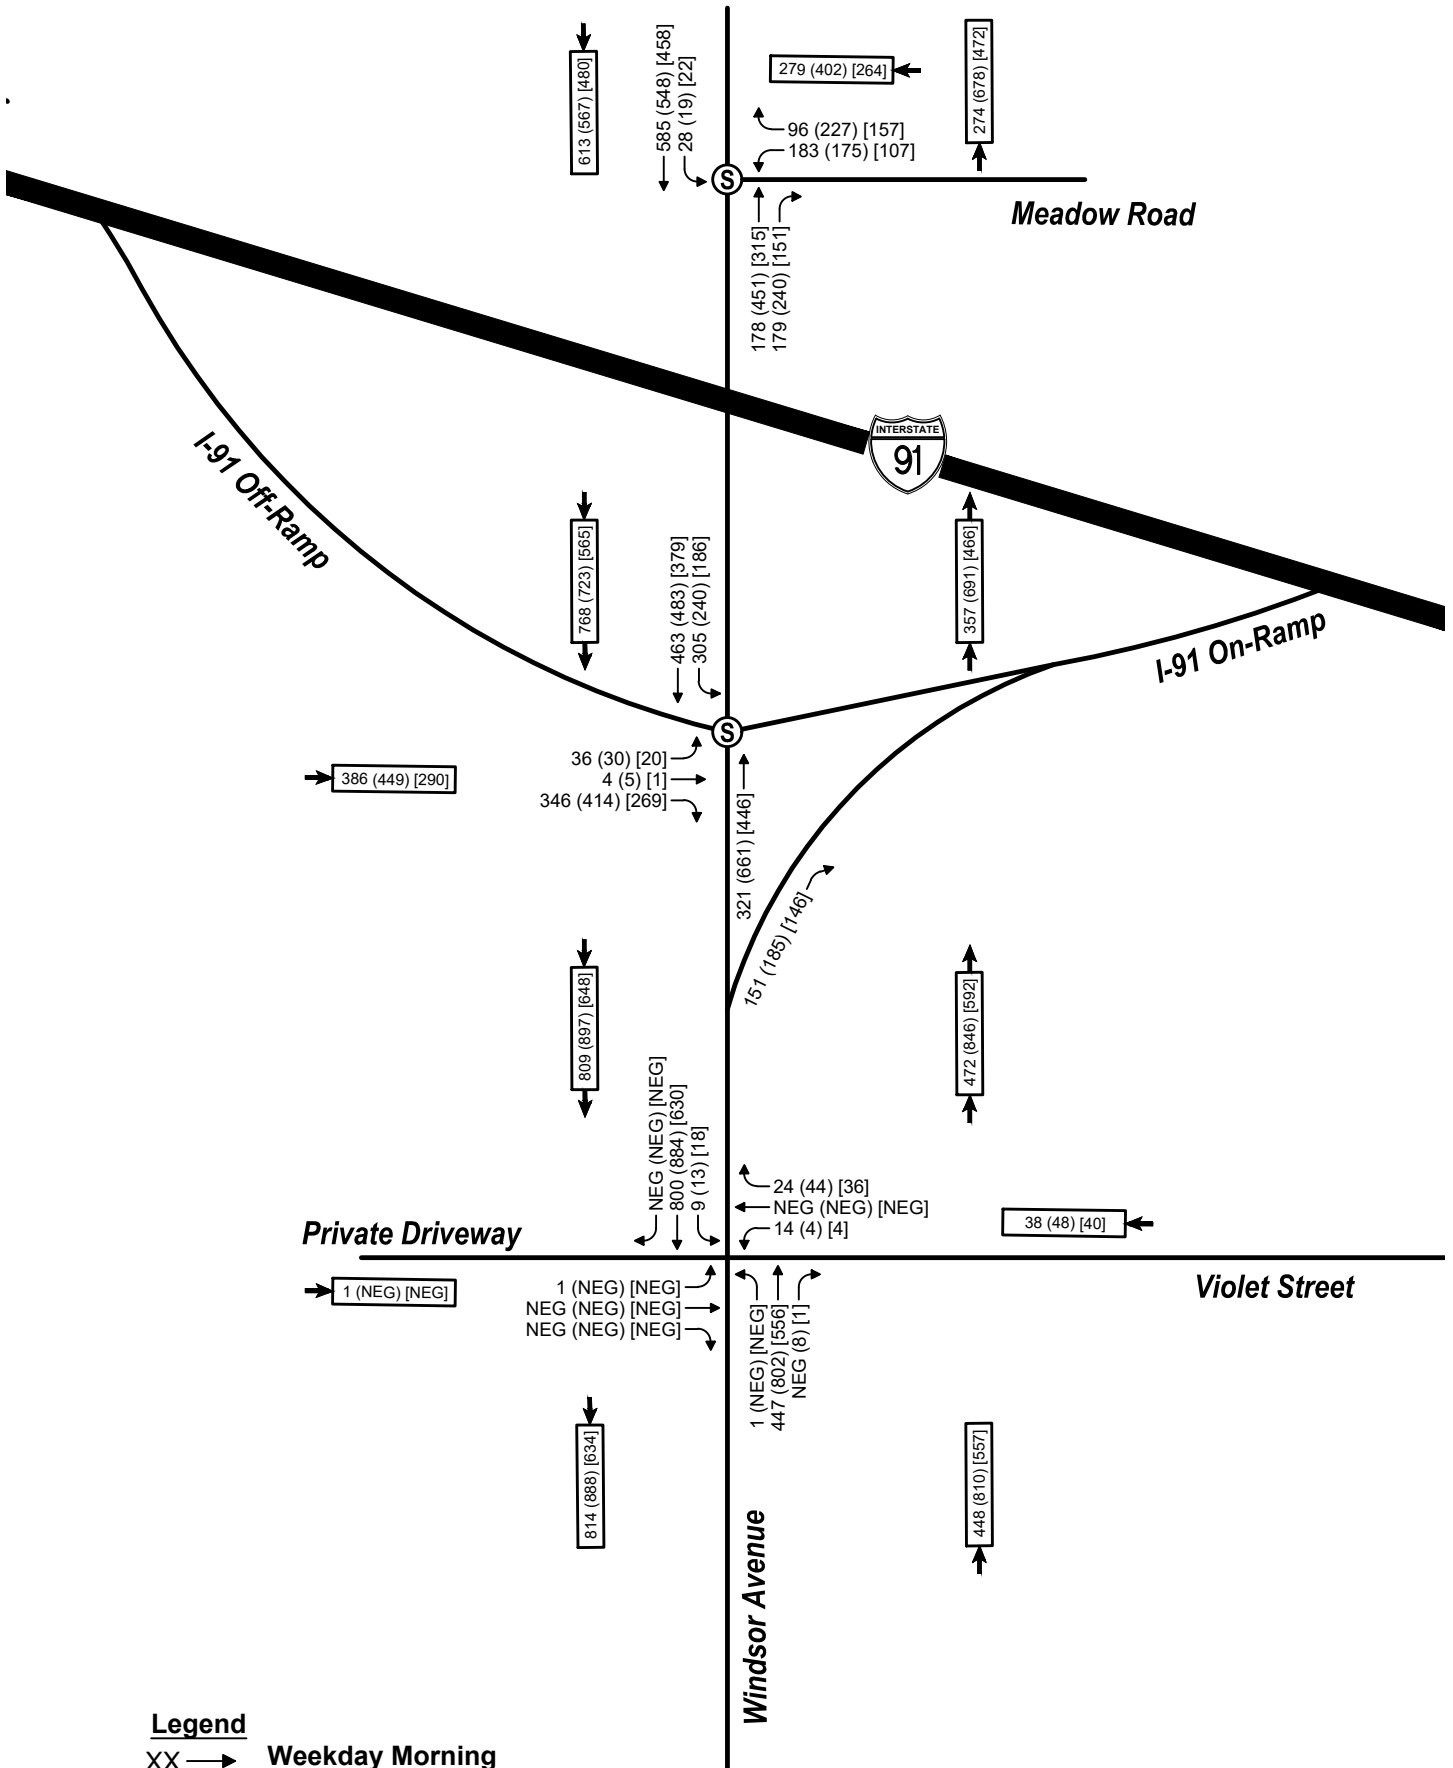 613 (567) [480]
585 (548) [458]
28 (19) [22]
279 (402) [264]
274 (678) [472]
96 (227) [157]
183 (175) [107]
S
Meadow Road
178 (451) [315]
179 (240) [151]
INTERSTATE
91
I-91 Off-Ramp
768 (723) [565]
463 (483) [379]
305 (240) [186]
357 (691) [466]
I-91 On-Ramp
S
36 (30) [20]
4 (5) [1]
346 (414) [269]
386 (449) [290]
321 (661) [446]
151 (185) [146]
809 (897) [648]
472 (846) [592]
NEG (NEG) [NEG]
800 (884) [630]
9 (13) [18]
24 (44) [36]
NEG (NEG) [NEG]
14 (4) [4]
38 (48) [40]
Private Driveway
Violet Street
1 (NEG) [NEG]
1 (NEG) [NEG]
NEG (NEG) [NEG]
NEG (NEG) [NEG]
1 (NEG) [NEG]
447 (802) [556]
NEG (8) [1]
814 (888) [634]
448 (810) [557]
Windsor Avenue
Legend
XX Weekday Morning